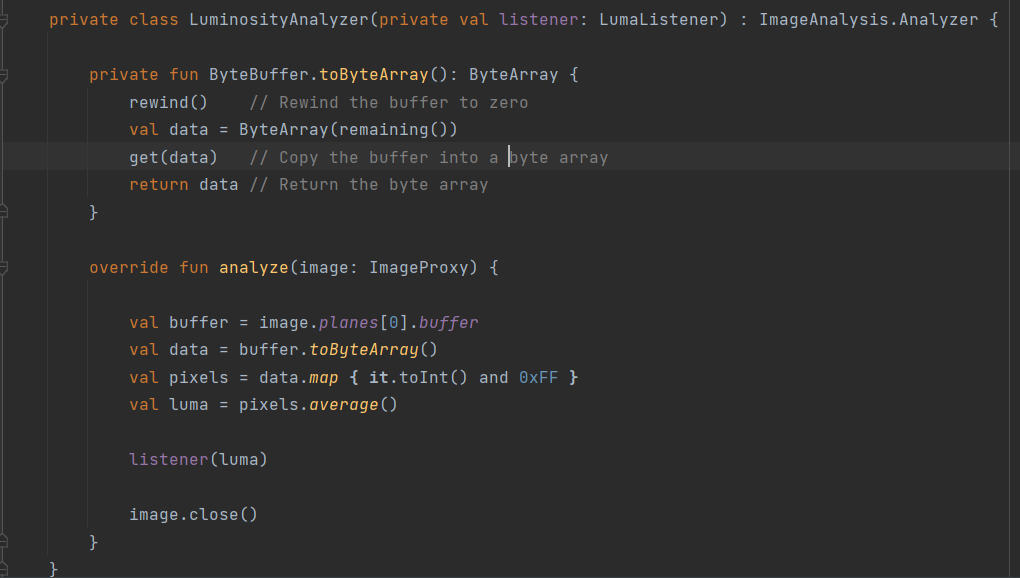 private class LuminosityAnalyzer(private val listener: LumaListener) : ImageAnalysis.Analyzer {
private fun ByteBuffer.toByteArray(): ByteArray {
rewind()    // Rewind the buffer to zero
val data = ByteArray(remaining())
get(data)   // Copy the buffer into a byte array
return data // Return the byte array
}
override fun analyze(image: ImageProxy) {
val buffer = image.planes[0].buffer
val data = buffer.toByteArray()
val pixels = data.map { it.toInt() and 0xFF }
val luma = pixels.average()
listener(luma)
image.close()
}
}